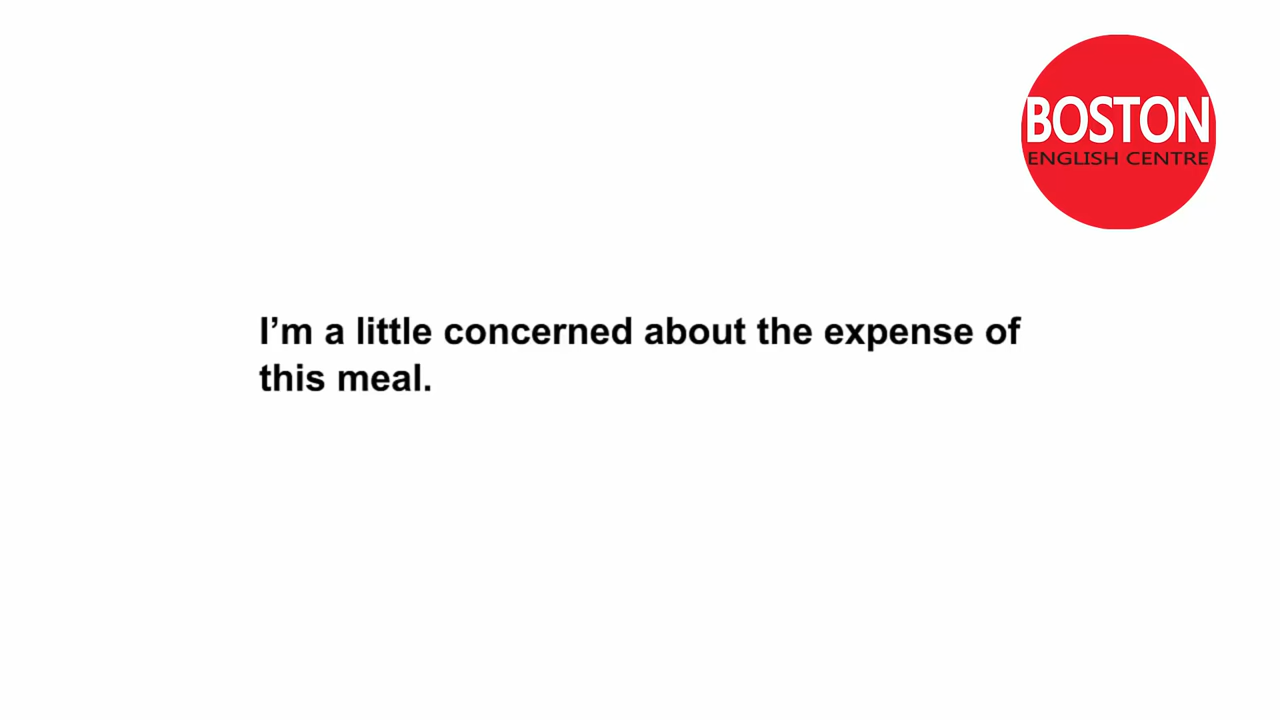 BOSTON
ENGLISH CENTRE
I’m a little concerned about the expense of
this meal.